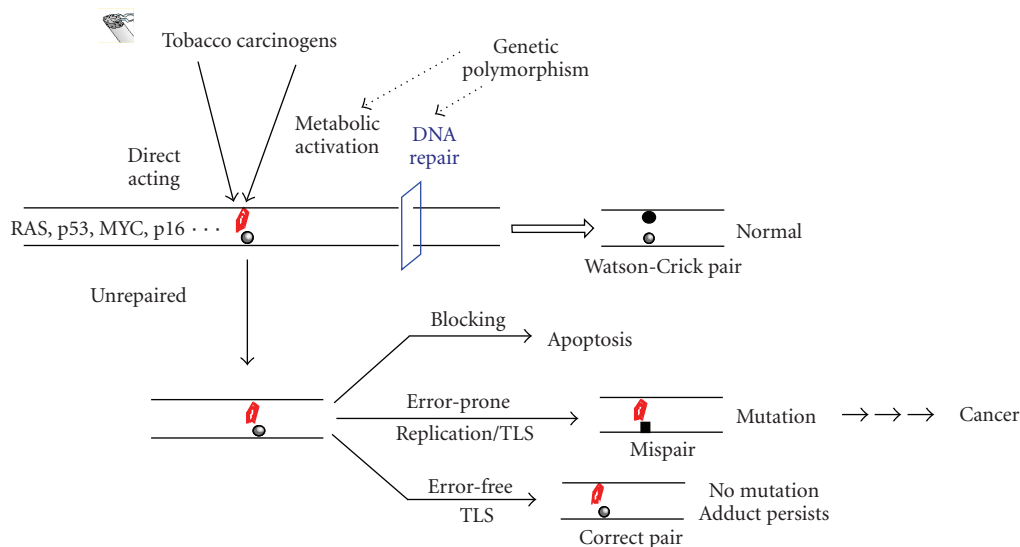 Tobacco carcinogens
Genetic
polymorphism
Metabolic
activation
DNA
repair
Direct
acting
RAS, p53, MYC, p16 · · ·
Normal
Watson-Crick pair
Unrepaired
Blocking
Apoptosis
Error-prone
Replication/TLS
Mutation
Cancer
Mispair
Error-free
TLS
No mutation
Adduct persists
Correct pair